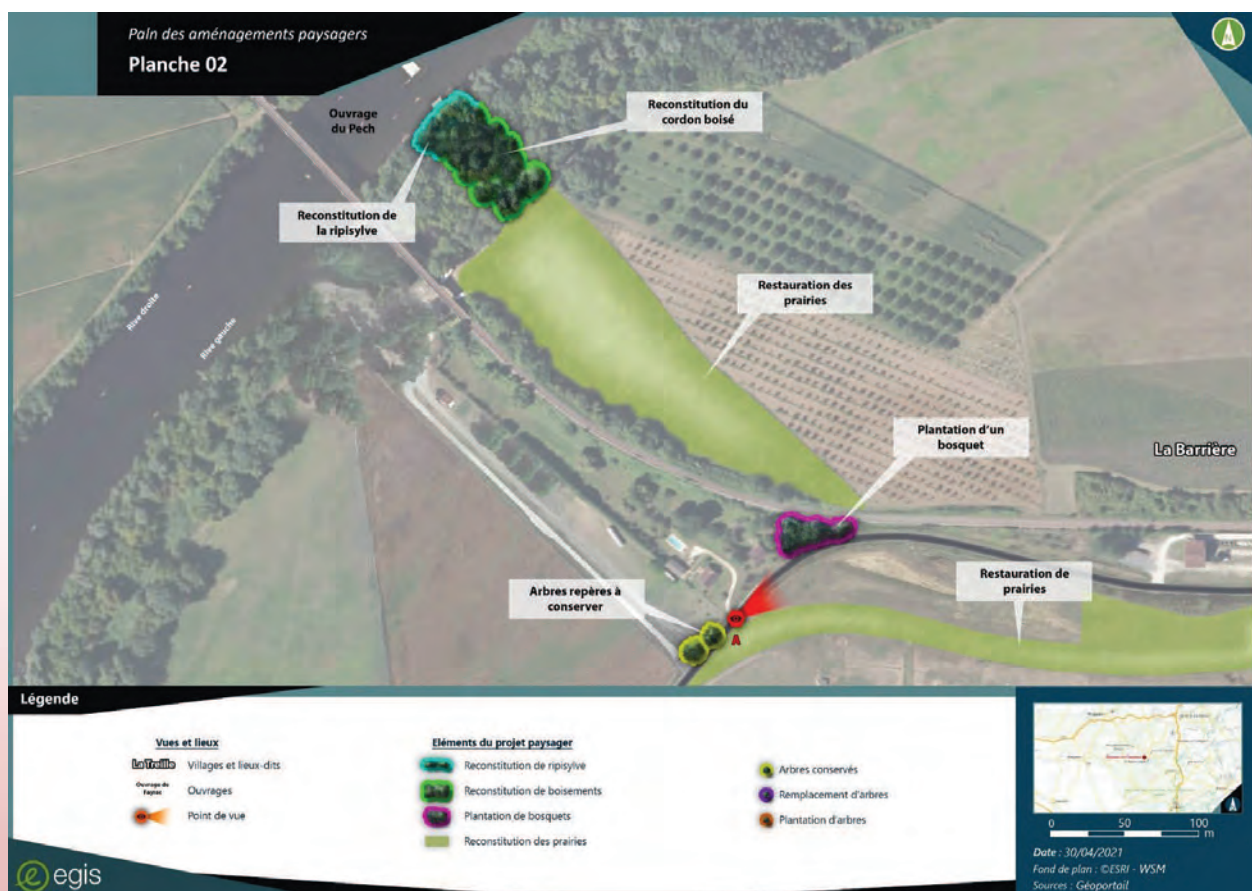 Paln des aménagements paysagers
Planche 02
Ouvrage
du Pech
Reconstitution du
cordon boisé
Reconstitution de
la ripisylve
Rive droite
Rive gauche
Restauration des
prairies
Plantation d'un
bosquet
La Barrière
Arbres repères à
conserver
A
Restauration de
prairies
Légende
Vues et lieux
La Treille Villages et lieux-dits
Ouvrage de
Fayrac
Ouvrages
Point de vue
Eléments du projet paysager
Reconstitution de ripisylve
Reconstitution de boisements
Plantation de bosquets
Reconstitution des prairies
Arbres conservés
Remplacement d'arbres
Plantation d'arbres
0 50 100
m
Date : 30/04/2021
Fond de plan : ©ESRI - WSM
Sources : Géoportail
egis